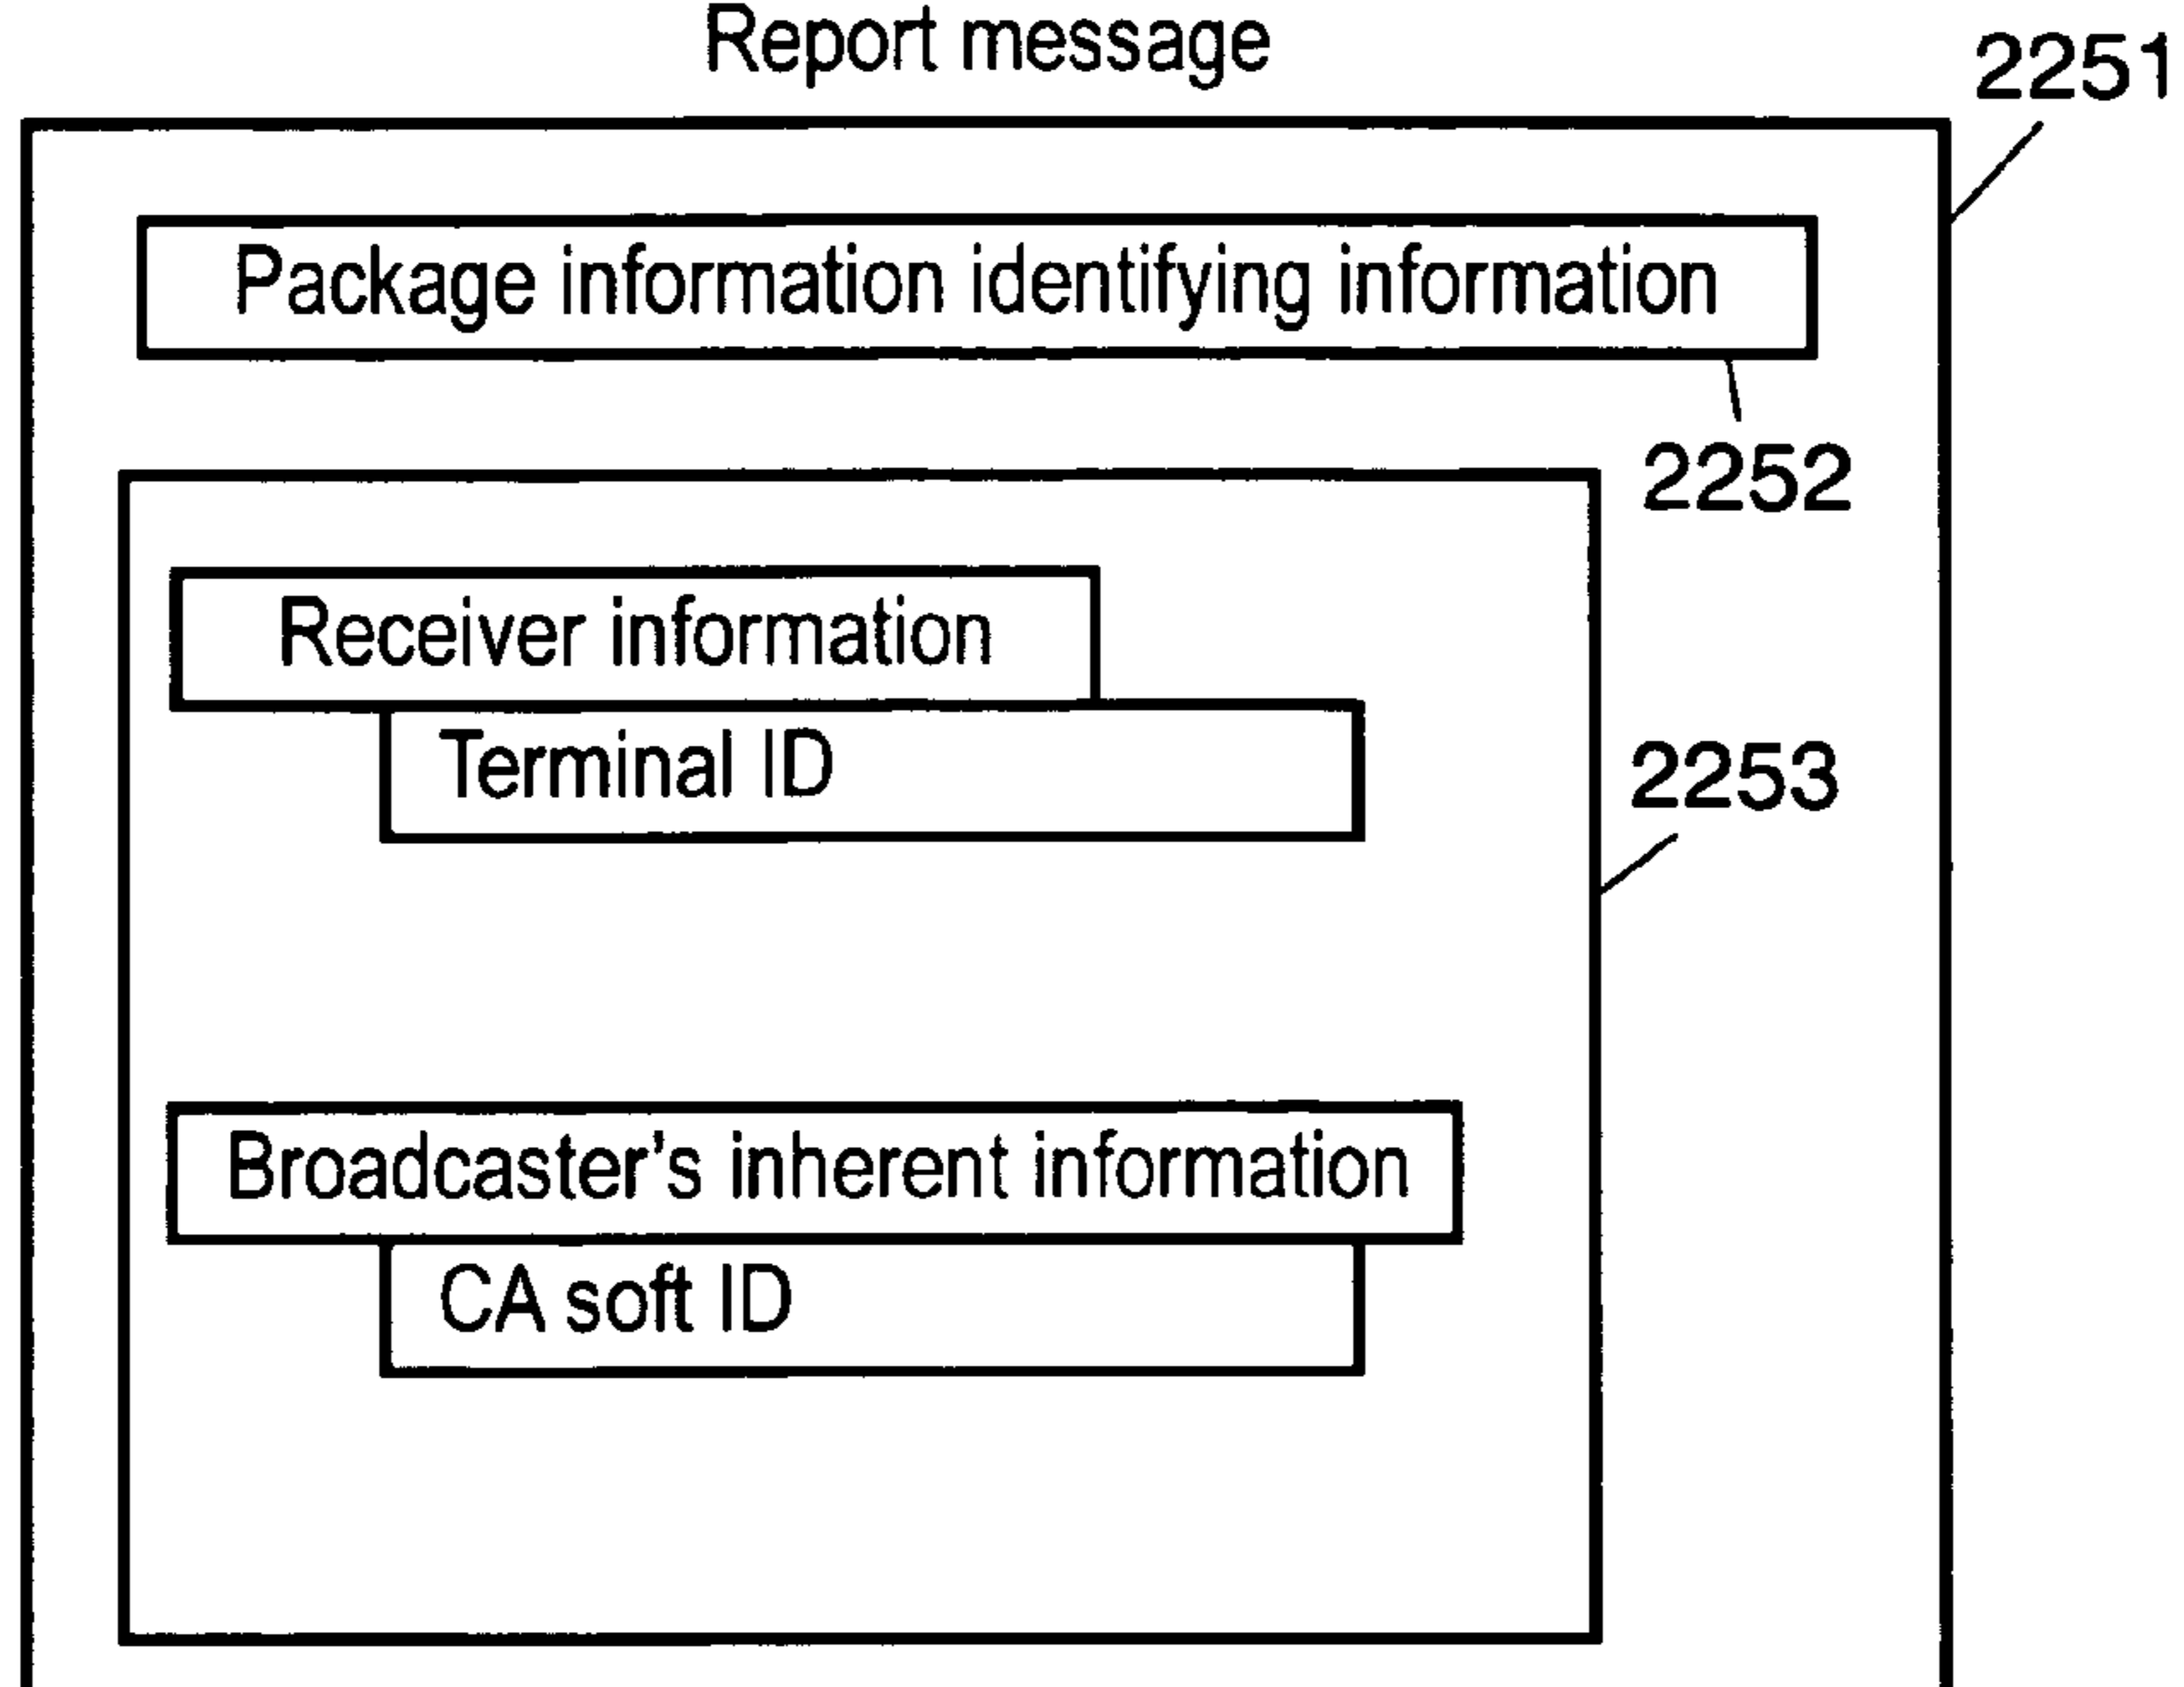 Report message
2251
Package information identifying information
2252
Receiver information
Terminal ID
2253
Broadcaster's inherent information
CA soft ID